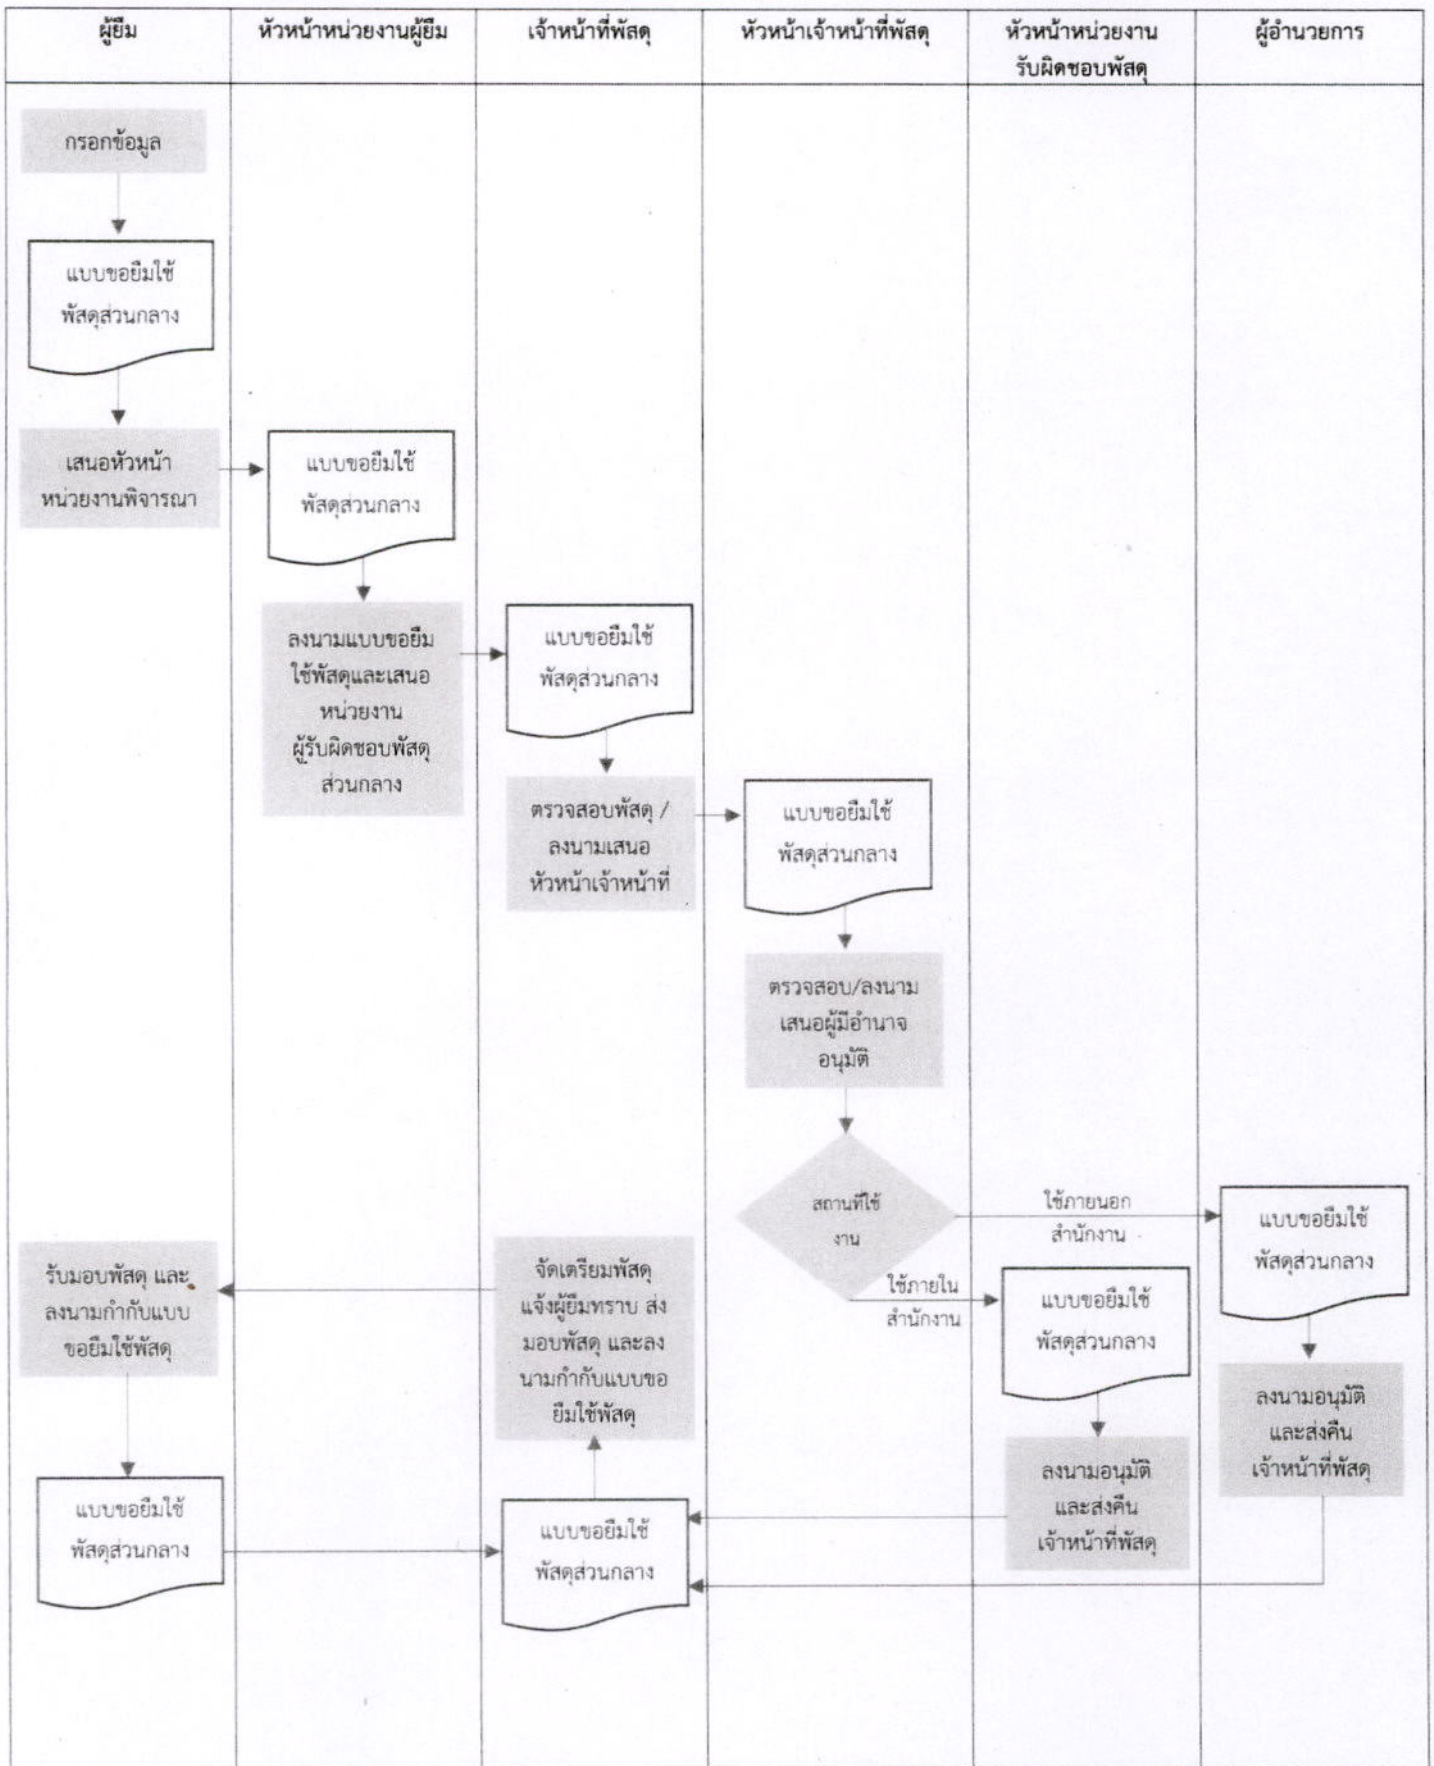 ผู้ยืม
หัวหน้าหน่วยงานผู้ยืม
เจ้าหน้าที่พัสดุ
หัวหน้าเจ้าหน้าที่พัสดุ
หัวหน้าหน่วยงาน
รับผิดชอบพัสดุ
ผู้อำนวยการ
กรอกข้อมูล
แบบขอยืมใช้
พัสดุส่วนกลาง
เสนอหัวหน้า
หน่วยงานพิจารณา
แบบขอยืมใช้
พัสดุส่วนกลาง
ลงนามแบบขอยืม
ใช้พัสดุและเสนอ
หน่วยงาน
ผู้รับผิดชอบพัสดุ
ส่วนกลาง
แบบขอยืมใช้
พัสดุส่วนกลาง
ตรวจสอบพัสดุ /
ลงนามเสนอ
หัวหน้าเจ้าหน้าที่
แบบขอยืมใช้
พัสดุส่วนกลาง
ตรวจสอบ/ลงนาม
เสนอผู้มีอำนาจ
อนุมัติ
สถานที่ใช้
งาน
ใช้ภายนอก
สำนักงาน
แบบขอยืมใช้
พัสดุส่วนกลาง
ใช้ภายใน
สำนักงาน
แบบขอยืมใช้
พัสดุส่วนกลาง
ลงนามอนุมัติ
และส่งคืน
เจ้าหน้าที่พัสดุ
ลงนามอนุมัติ
และส่งคืน
เจ้าหน้าที่พัสดุ
จัดเตรียมพัสดุ
แจ้งผู้ยืมทราบ ส่ง
มอบพัสดุ และลง
นามกำกับแบบขอ
ยืมใช้พัสดุ
รับมอบพัสดุ และ
ลงนามกำกับแบบ
ขอยืมใช้พัสดุ
แบบขอยืมใช้
พัสดุส่วนกลาง
แบบขอยืมใช้
พัสดุส่วนกลาง